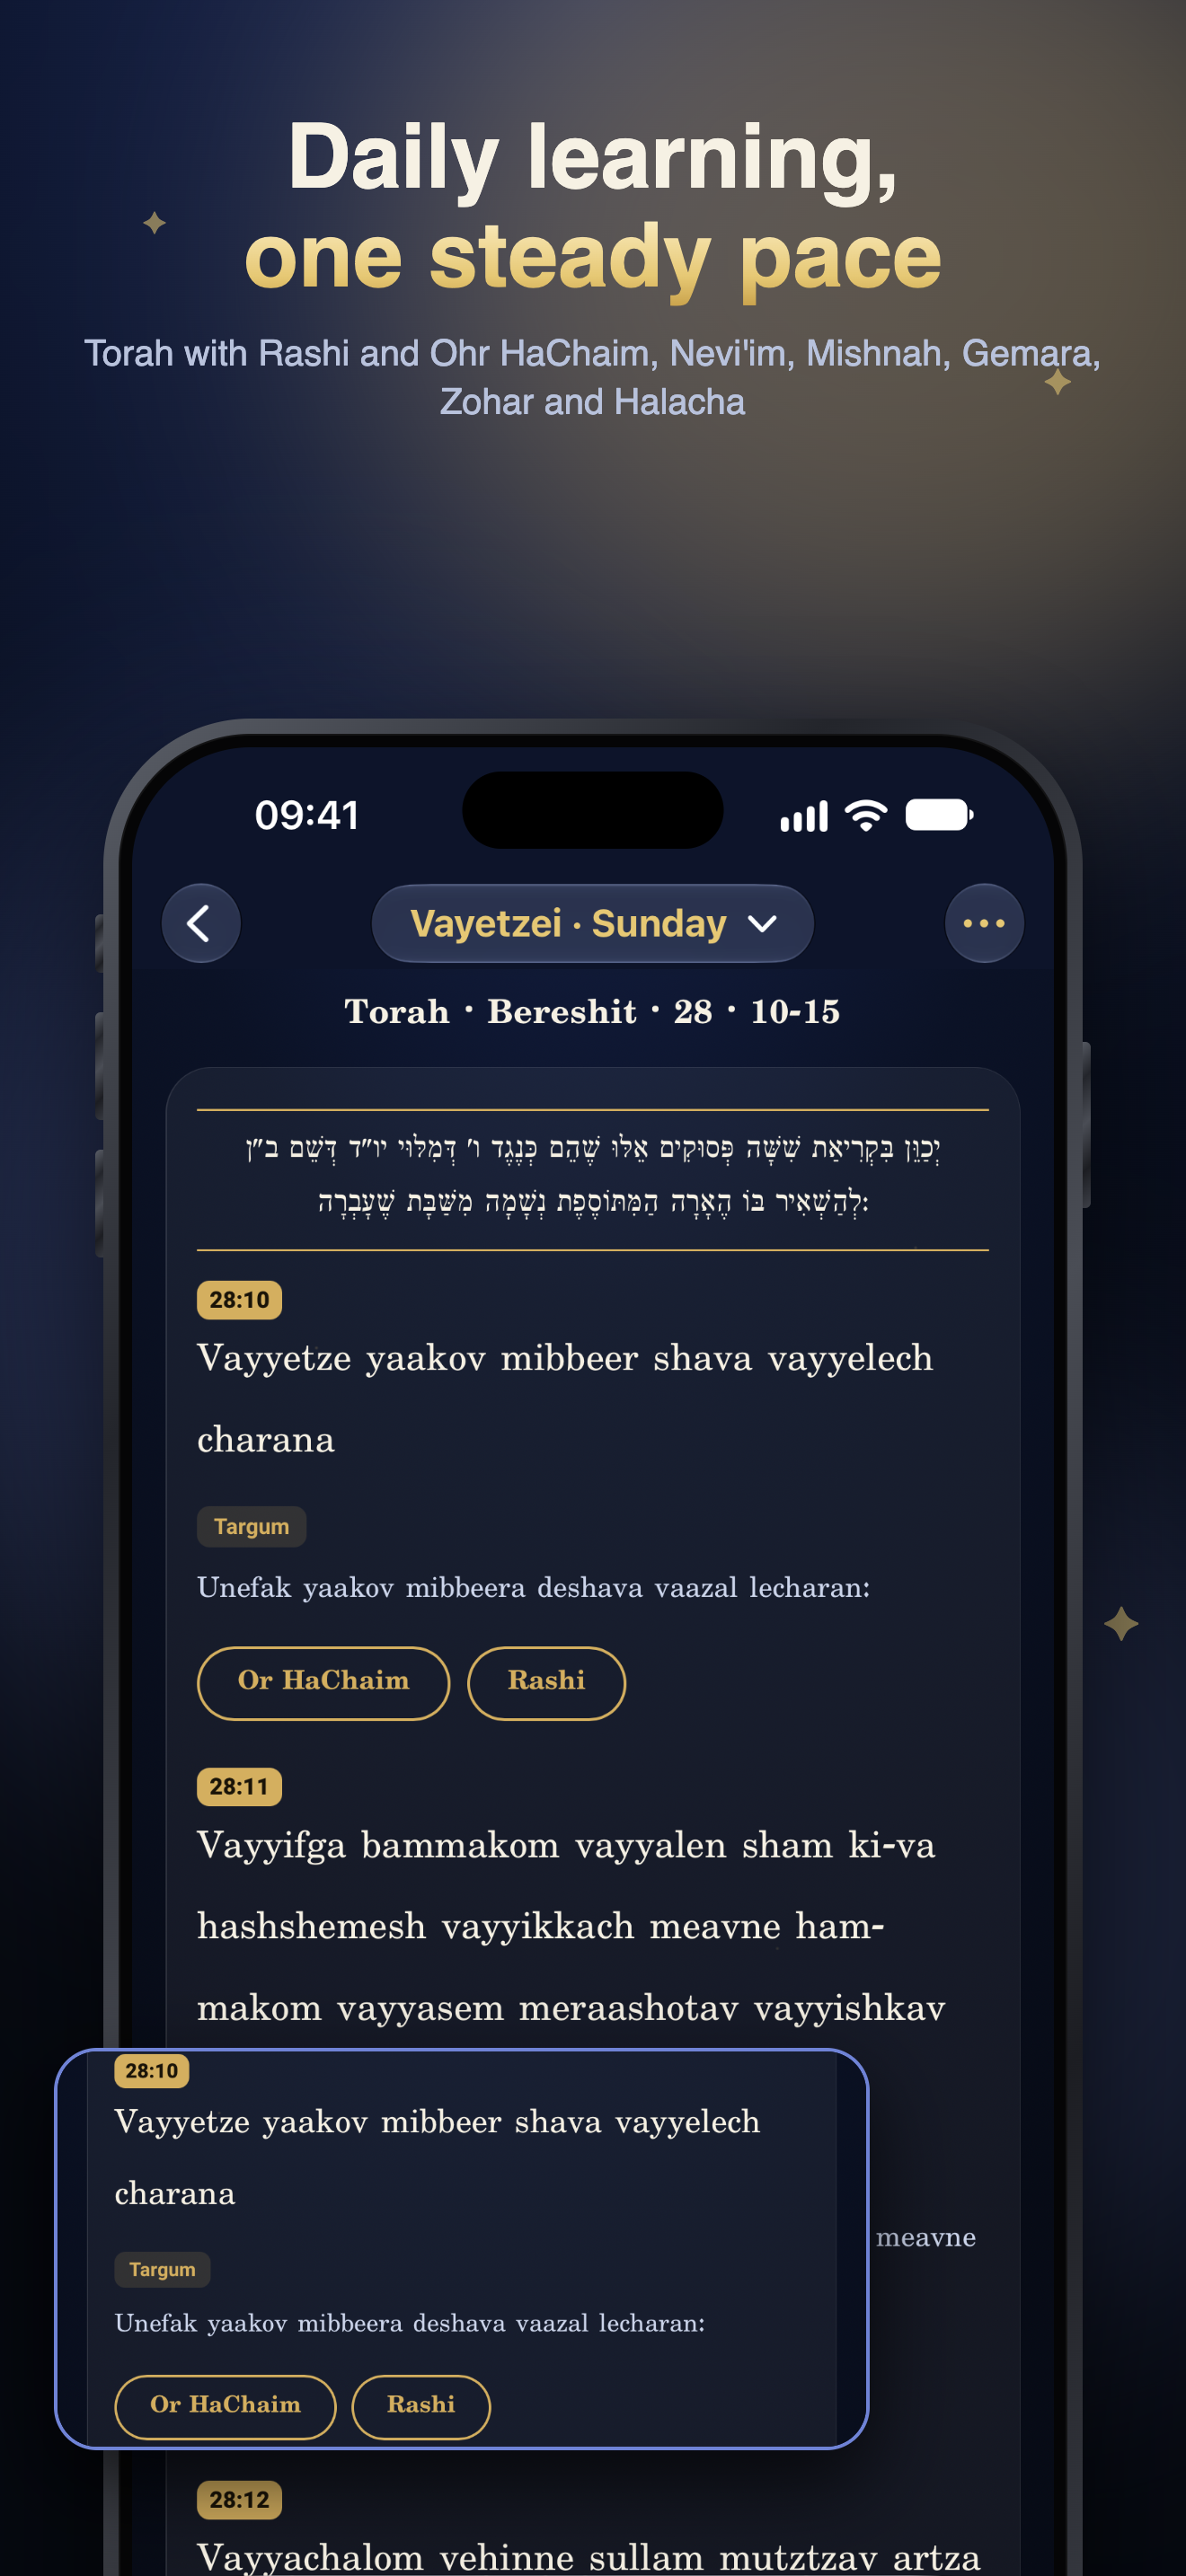 Daily learning,
one steady pace
Torah with Rashi and Ohr HaChaim, Nevi'im, Mishnah, Gemara,
Zohar and Halacha
09:41
Vayetzei · Sunday
Torah · Bereshit · 28 · 10-15
יְכַוֵּן בִּקְרִיאַת שִׁשָּׁה פְּסוּקִים אֵלּוּ שֶׁהֵם כְּנֶגֶד ו' דְּמִלּוּי יו"ד דְּשֵׁם ב"ן
לְהַשְׁאִיר בּוֹ הֶאָרָה הַמִּתּוֹסֶפֶת נְשָׁמָה מִשַּׁבָּת שֶׁעָבְרָה:
28:10
Vayyetze yaakov mibbeer shava vayyelech
charana
Targum
Unefak yaakov mibbeera deshava vaazal lecharan:
Or HaChaim Rashi
28:11
Vayyifga bammakom vayyalen sham ki-va
hashshemesh vayyikkach meavne ham-
makom vayyasem meraashotav vayyishkav
28:10
Vayyetze yaakov mibbeer shava vayyelech
charana
meavne
Targum
Unefak yaakov mibbeera deshava vaazal lecharan:
Or HaChaim Rashi
28:12
Vayyachalom vehinne sullam mutztzav artza